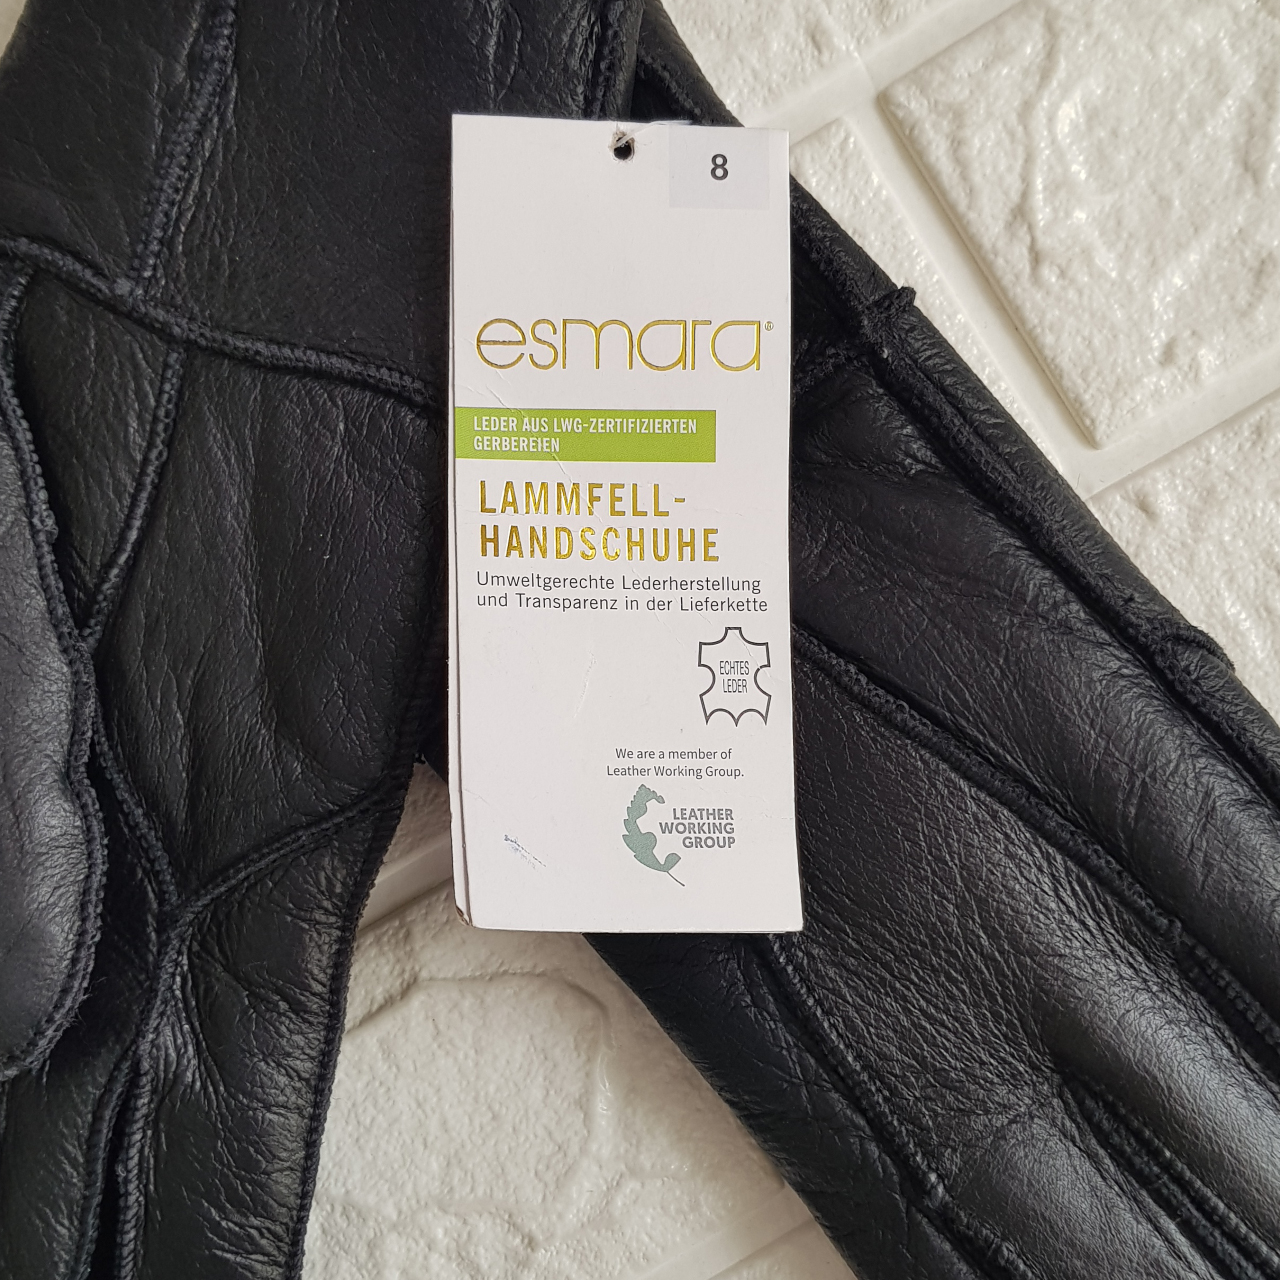 8
esmara®
LEDER AUS LWG-ZERTIFIZIERTEN
GERBEREIEN
LAMMFELL-
HANDSCHUHE
Umweltgerechte Lederherstellung
und Transparenz in der Lieferkette
ECHTES
LEDER
We are a member of
Leather Working Group.
LEATHER
WORKING
GROUP